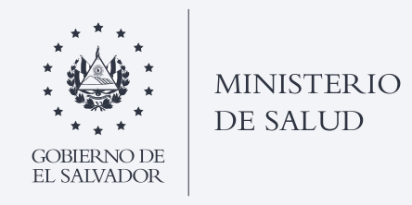 GOBIERNO DE
EL SALVADOR
MINISTERIO
DE SALUD